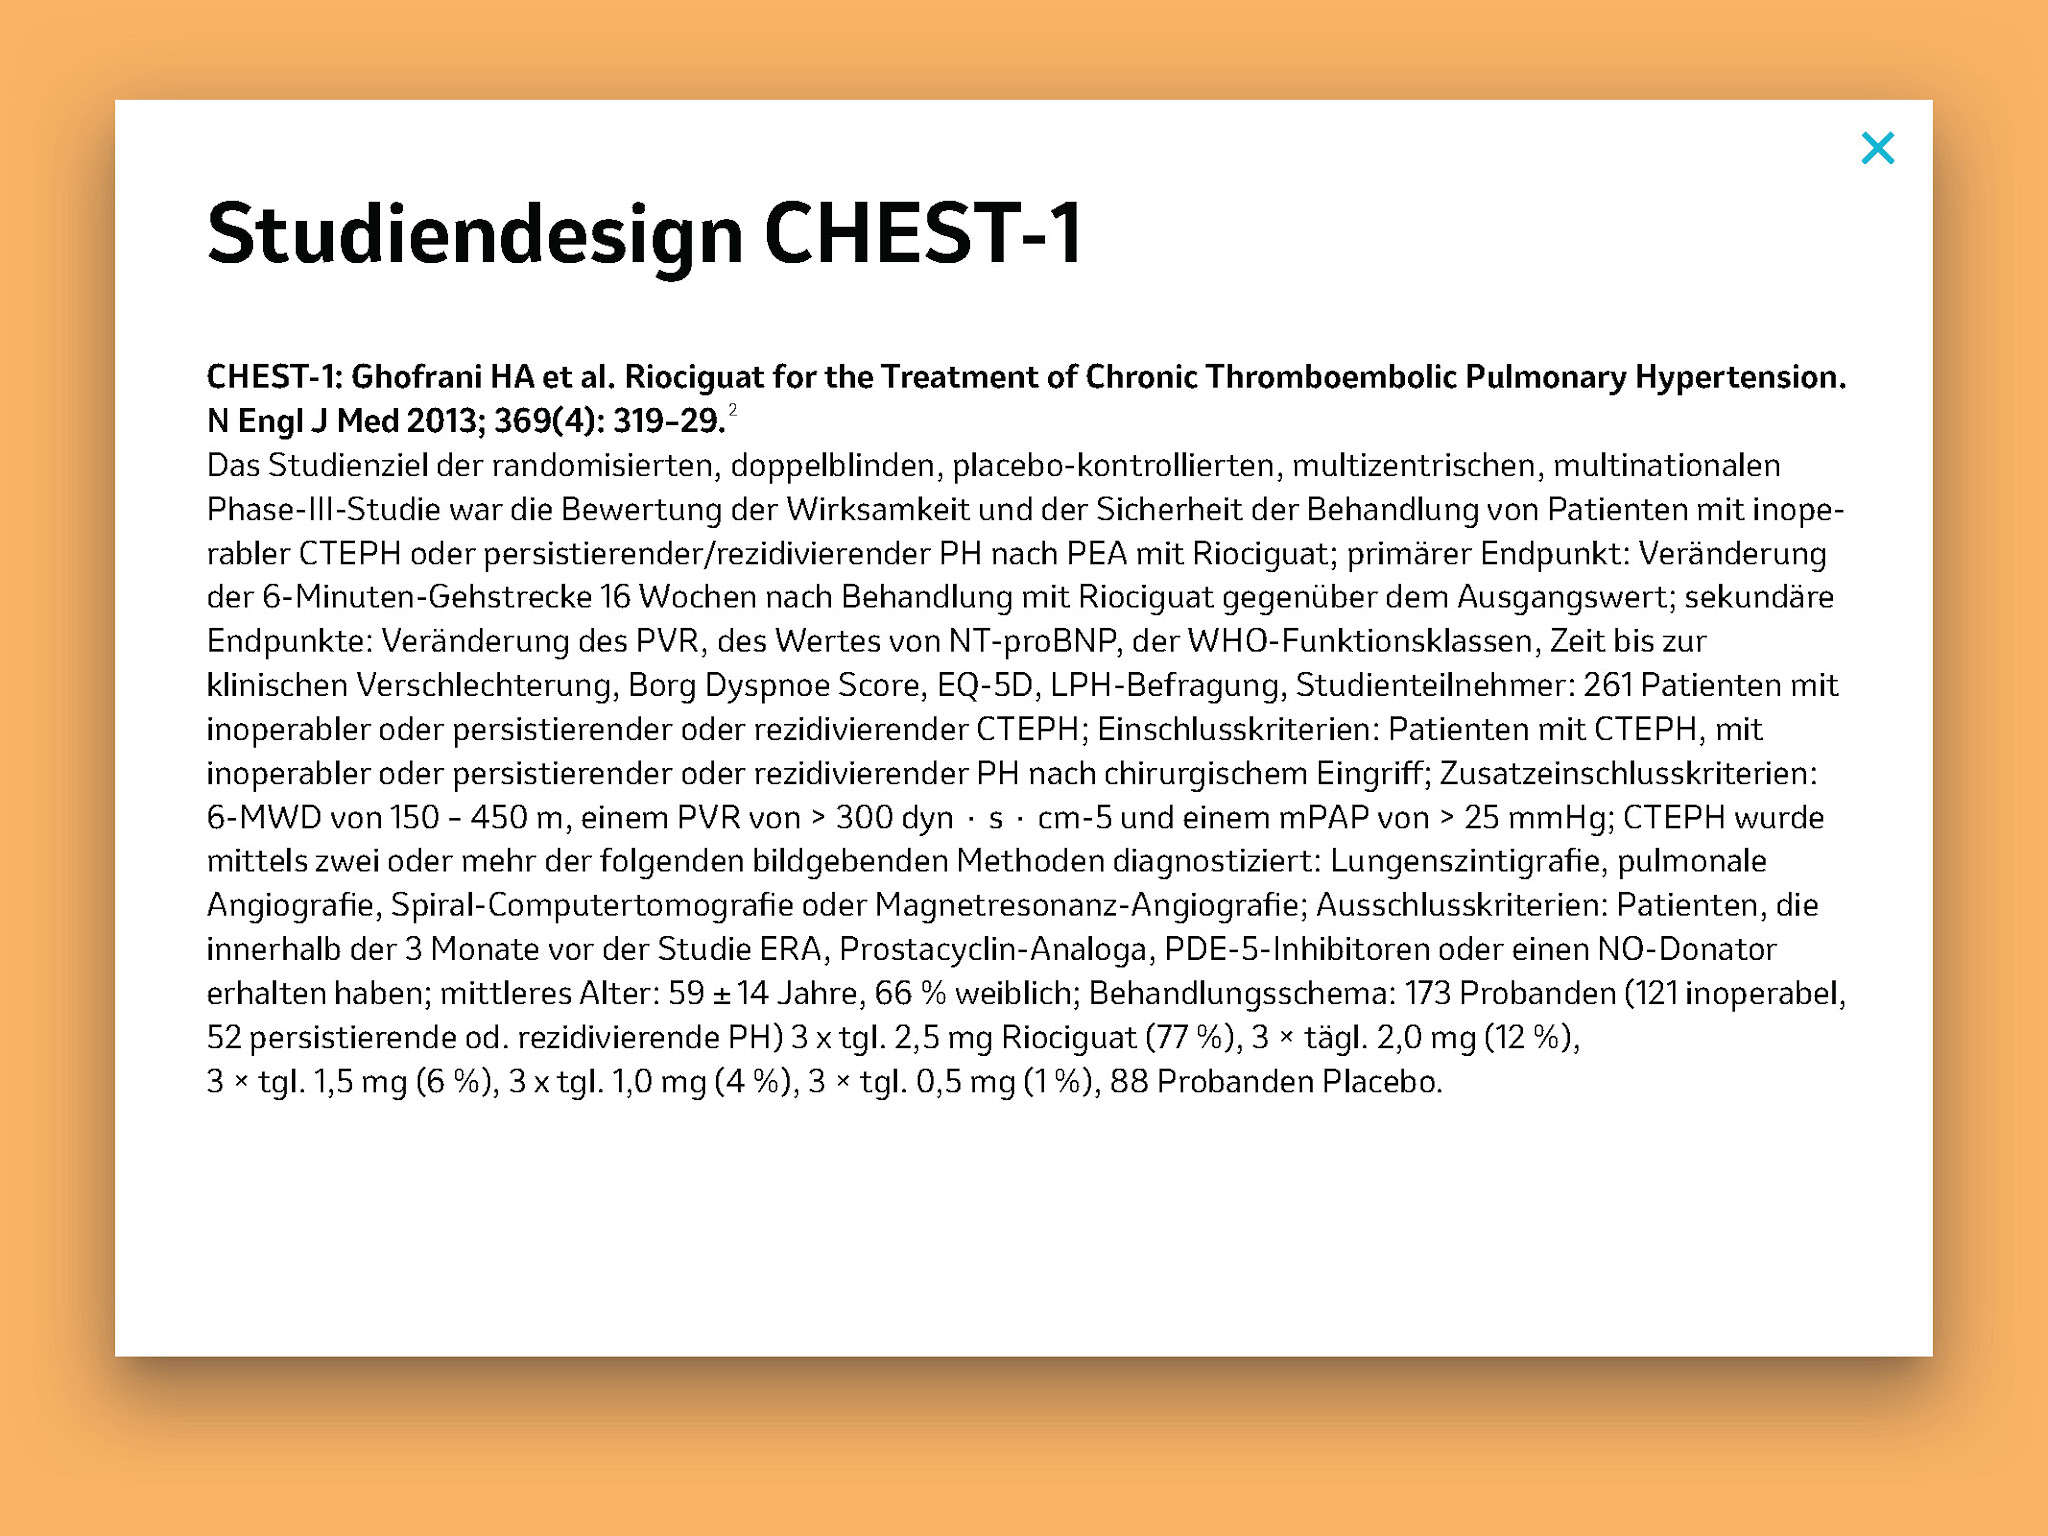 Studiendesign CHEST-1
CHEST-1: Ghofrani HA et al. Riociguat for the Treatment of Chronic Thromboembolic Pulmonary Hypertension.
N Engl J Med 2013; 369(4): 319–29.²
Das Studienziel der randomisierten, doppelblinden, placebo-kontrollierten, multizentrischen, multinationalen
Phase-III-Studie war die Bewertung der Wirksamkeit und der Sicherheit der Behandlung von Patienten mit inope-
rabler CTEPH oder persistierender/rezidivierender PH nach PEA mit Riociguat; primärer Endpunkt: Veränderung
der 6-Minuten-Gehstrecke 16 Wochen nach Behandlung mit Riociguat gegenüber dem Ausgangswert; sekundäre
Endpunkte: Veränderung des PVR, des Wertes von NT-proBNP, der WHO-Funktionsklassen, Zeit bis zur
klinischen Verschlechterung, Borg Dyspnoe Score, EQ-5D, LPH-Befragung, Studienteilnehmer: 261 Patienten mit
inoperabler oder persistierender oder rezidivierender CTEPH; Einschlusskriterien: Patienten mit CTEPH, mit
inoperabler oder persistierender oder rezidivierender PH nach chirurgischem Eingriff; Zusatzeinschlusskriterien:
6-MWD von 150 – 450 m, einem PVR von > 300 dyn · s · cm-5 und einem mPAP von > 25 mmHg; CTEPH wurde
mittels zwei oder mehr der folgenden bildgebenden Methoden diagnostiziert: Lungenszintigrafie, pulmonale
Angiografie, Spiral-Computertomografie oder Magnetresonanz-Angiografie; Ausschlusskriterien: Patienten, die
innerhalb der 3 Monate vor der Studie ERA, Prostacyclin-Analoga, PDE-5-Inhibitoren oder einen NO-Donator
erhalten haben; mittleres Alter: 59 ± 14 Jahre, 66 % weiblich; Behandlungsschema: 173 Probanden (121 inoperabel,
52 persistierende od. rezidivierende PH) 3 x tgl. 2,5 mg Riociguat (77 %), 3 × tägl. 2,0 mg (12 %),
3 × tgl. 1,5 mg (6 %), 3 x tgl. 1,0 mg (4 %), 3 × tgl. 0,5 mg (1 %), 88 Probanden Placebo.